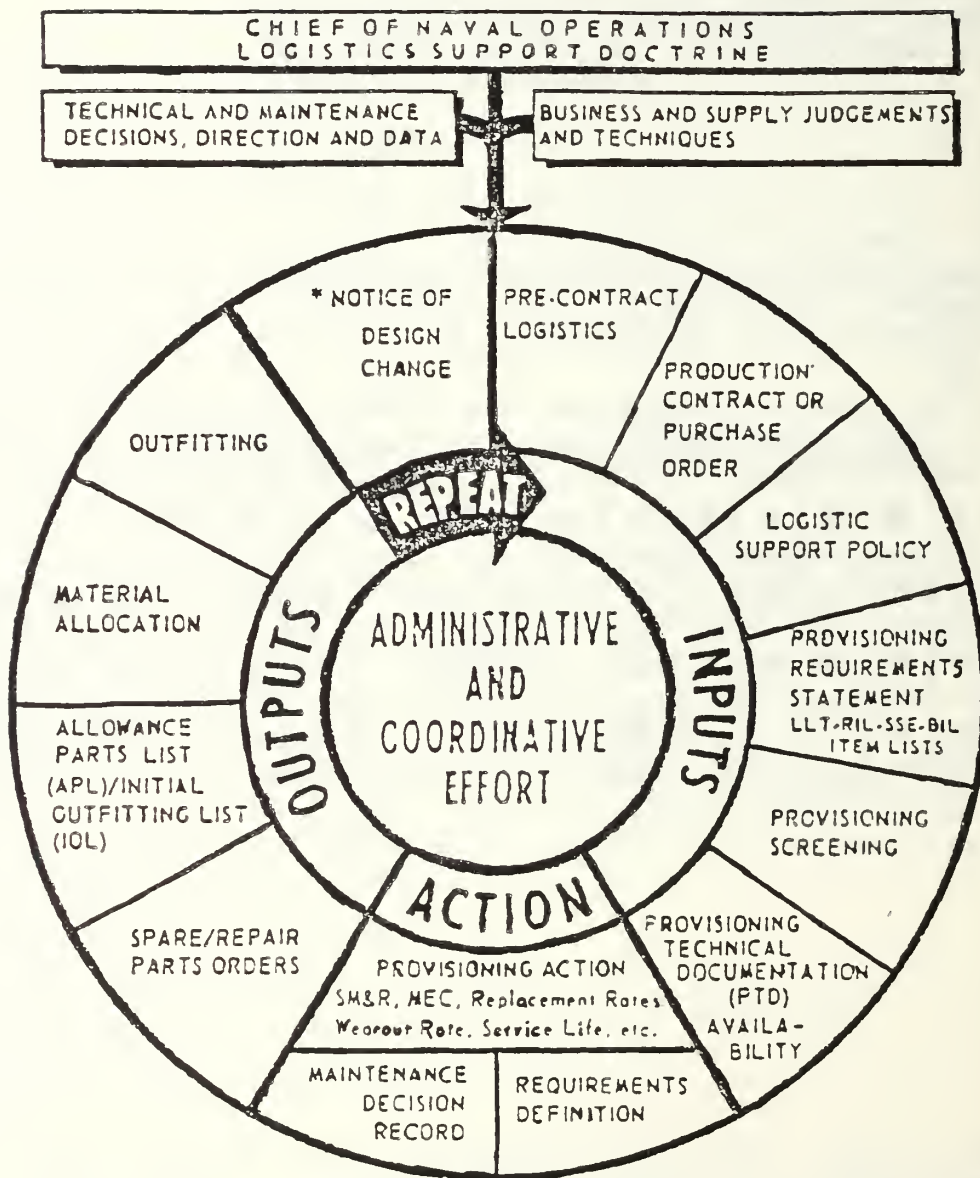 CHIEF OF NAVAL OPERATIONS
LOGISTICS SUPPORT DOCTRINE
TECHNICAL AND MAINTENANCE
DECISIONS, DIRECTION AND DATA
BUSINESS AND SUPPLY JUDGEMENTS
AND TECHNIQUES
* NOTICE OF
DESIGN
CHANGE
PRE-CONTRACT
LOGISTICS
PRODUCTION
CONTRACT OR
PURCHASE
ORDER
LOGISTIC
SUPPORT POLICY
PROVISIONING
REQUIREMENTS
STATEMENT
LLT-RIL-SSE-BIL
ITEM LISTS
PROVISIONING
SCREENING
PROVISIONING
TECHNICAL
DOCUMENTATION
(PTD)
AVAILA-
BILITY
PROVISIONING ACTION
SM&R, MEC, Replacement Rates
Wearout Rate, Service Life, etc.
REQUIREMENTS
DEFINITION
MAINTENANCE
DECISION
RECORD
SPARE/REPAIR
PARTS ORDERS
ALLOWANCE
PARTS LIST
(APL)/INITIAL
OUTFITTING LIST
(IOL)
MATERIAL
ALLOCATION
OUTFITTING
REPEAT
INPUTS
ACTION
OUTPUTS
ADMINISTRATIVE
AND
COORDINATIVE
EFFORT